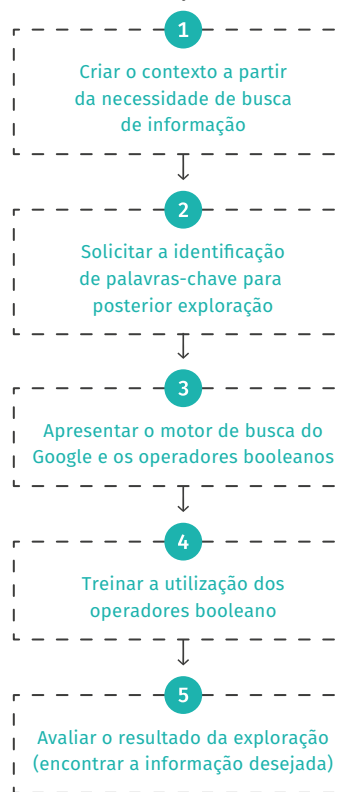 1
Criar o contexto a partir
da necessidade de busca
de informação
2
Solicitar a identificação
de palavras-chave para
posterior exploração
3
Apresentar o motor de busca do
Google e os operadores booleanos
4
Treinar a utilização dos
operadores booleano
5
Avaliar o resultado da exploração
(encontrar a informação desejada)